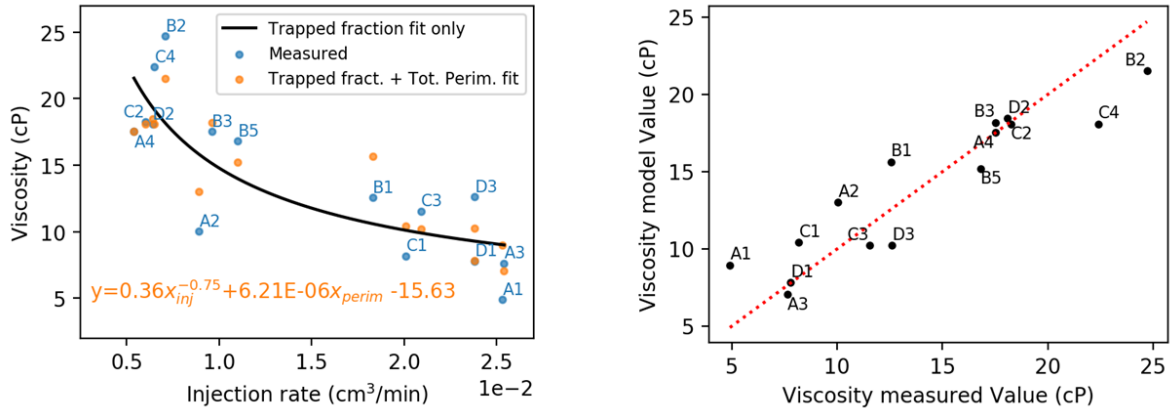 Trapped fraction fit only
Measured
Trapped fract. + Tot. Perim. fit
Viscosity (cP)
25
20
15
10
5
B2
C4
C2
D2
A4
B3
B5
A2
B1
C3
D3
C1
D1
A3
A1
y=0.36x_{inj}^{-0.75}+6.21E-06x_{perim} -15.63
0.5 1.0 1.5 2.0 2.5
1e-2
Injection rate (cm³/min)
Viscosity model Value (cP)
25
20
15
10
5
B2
C4
B3
D2
C2
A4
B5
B1
A2
C1
C3
D3
A1
D1
A3
5 10 15 20 25
Viscosity measured Value (cP)